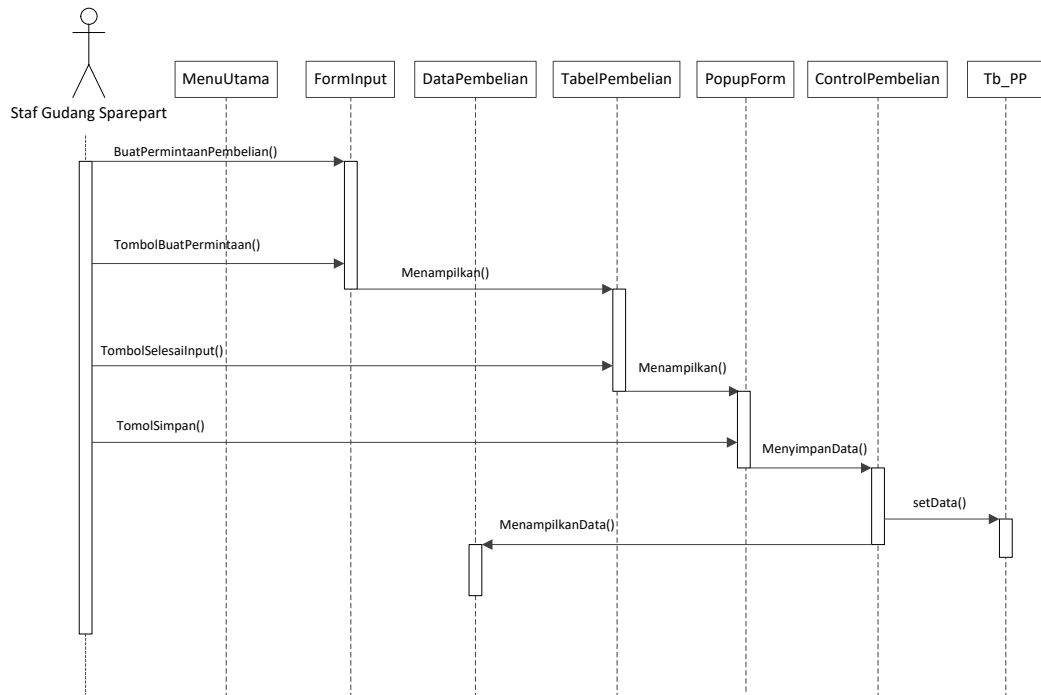 MenuUtama
FormInput
DataPembelian
TabelPembelian
PopupForm
ControlPembelian
Tb_PP
Staf Gudang Sparepart
BuatPermintaanPembelian()
TombolBuatPermintaan()
Menampilkan()
TombolSelesaiInput()
Menampilkan()
TomolSimpan()
MenyimpanData()
setData()
MenampilkanData()